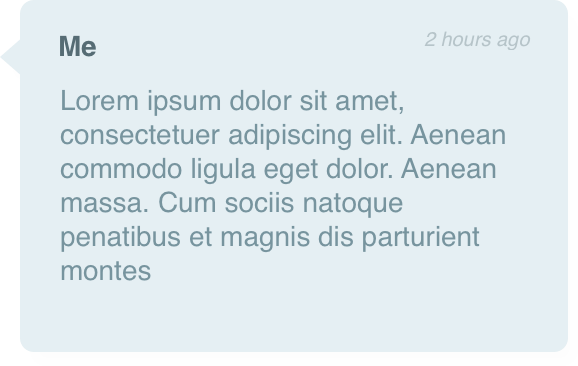 Me
2 hours ago
Lorem ipsum dolor sit amet,
consectetuer adipiscing elit. Aenean
commodo ligula eget dolor. Aenean
massa. Cum sociis natoque
penatibus et magnis dis parturient
montes